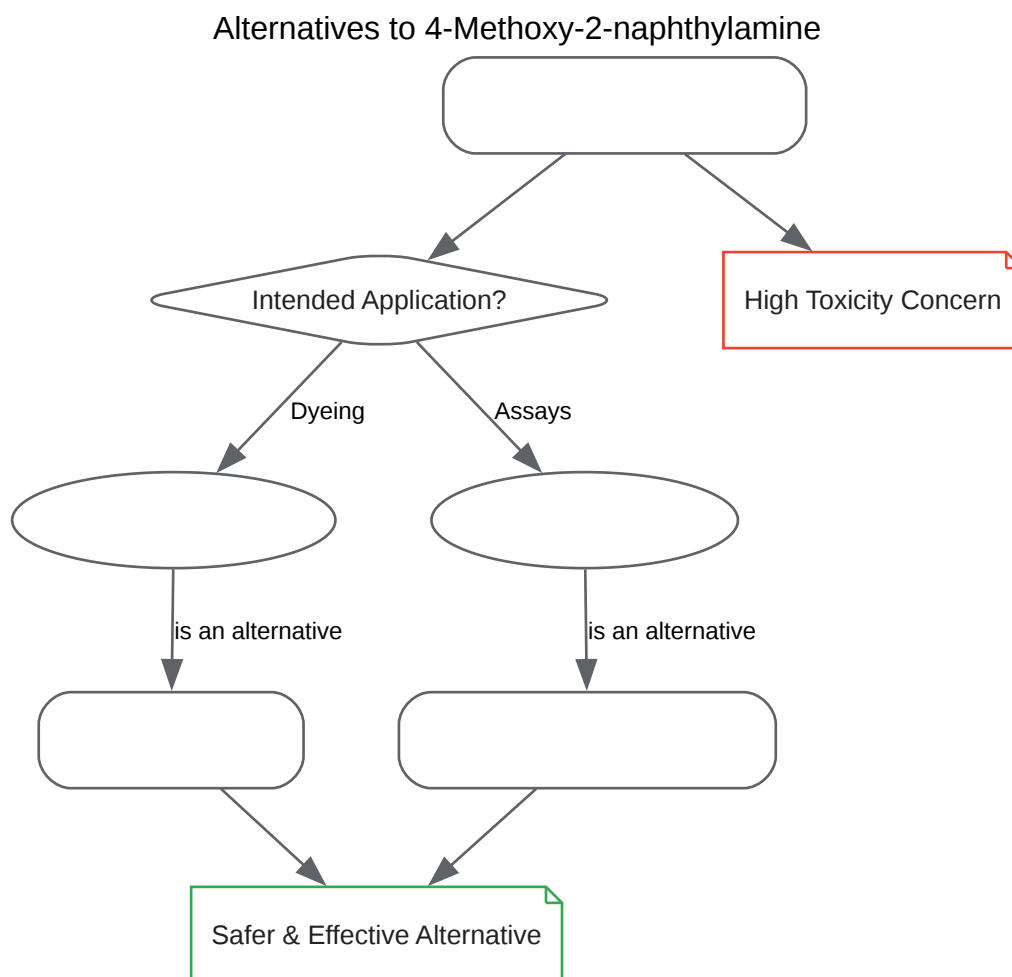 Alternatives to 4-Methoxy-2-naphthylamine
Intended Application?
High Toxicity Concern
Dyeing
Assays
is an alternative
is an alternative
Safer & Effective Alternative